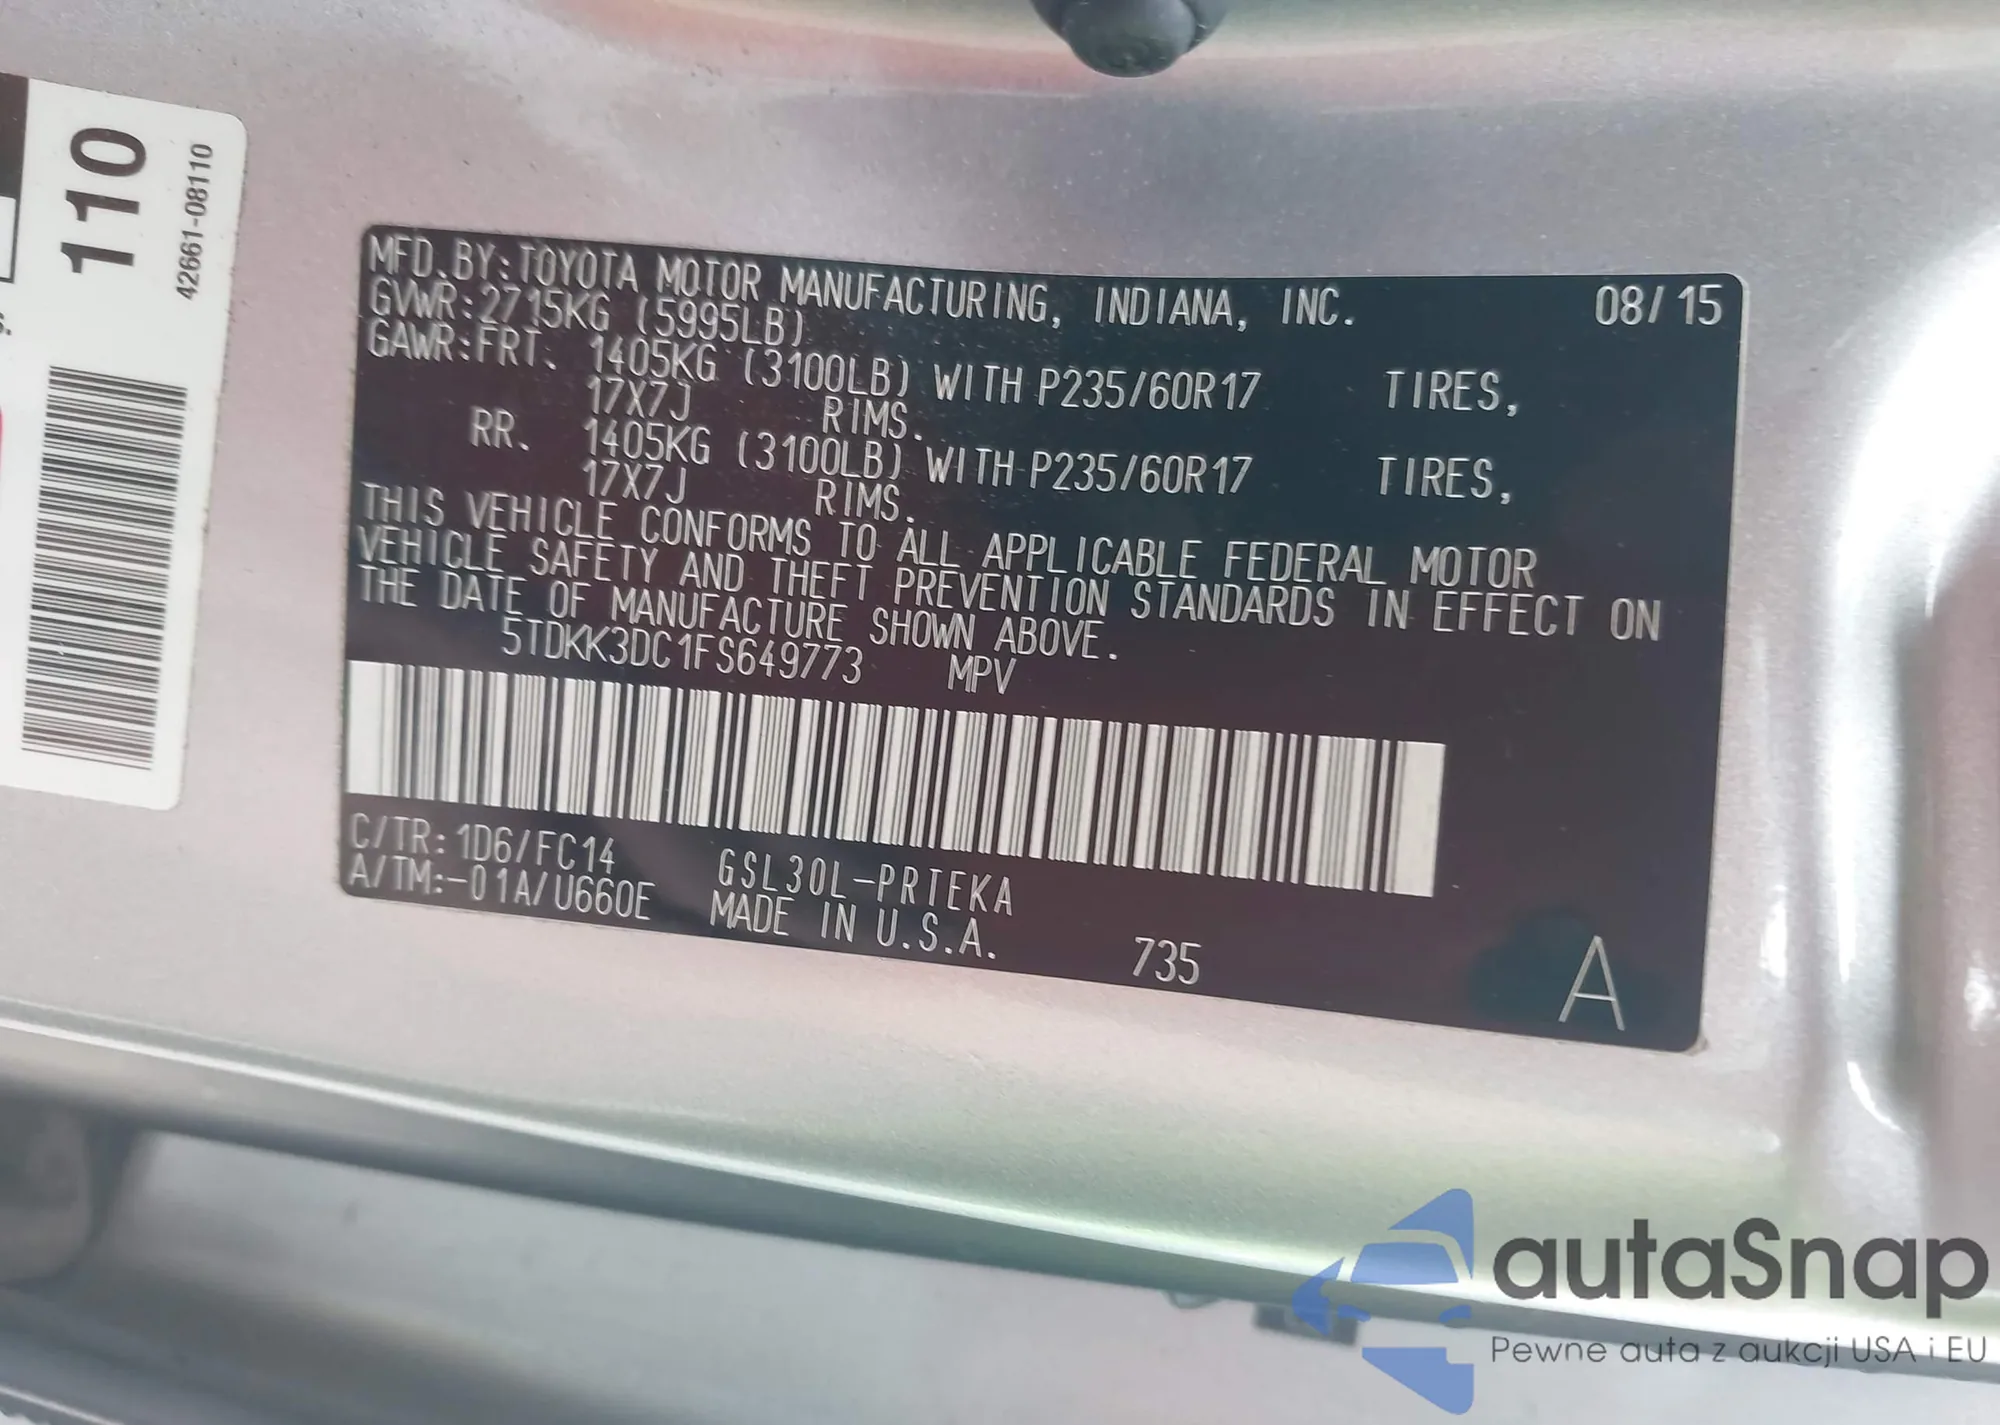 110
42661-08110
S.
MFD.BY:TOYOTA MOTOR MANUFACTURING, INDIANA, INC. 08/15
GVWR:2715KG (5995LB)
GAWR:FRT. 1405KG (3100LB) WITH P235/60R17 TIRES,
17X7J RIMS.
RR. 1405KG (3100LB) WITH P235/60R17 TIRES,
17X7J RIMS.
THIS VEHICLE CONFORMS TO ALL APPLICABLE FEDERAL MOTOR
VEHICLE SAFETY AND THEFT PREVENTION STANDARDS IN EFFECT ON
THE DATE OF MANUFACTURE SHOWN ABOVE.
5TDKK3DC1FS649773 MPV
C/TR:1D6/FC14 GSL30L-PRTEKA
A/TM:-01A/U660E MADE IN U.S.A. 735 A
autaSnap
Pewne auta z aukcji USA i EU